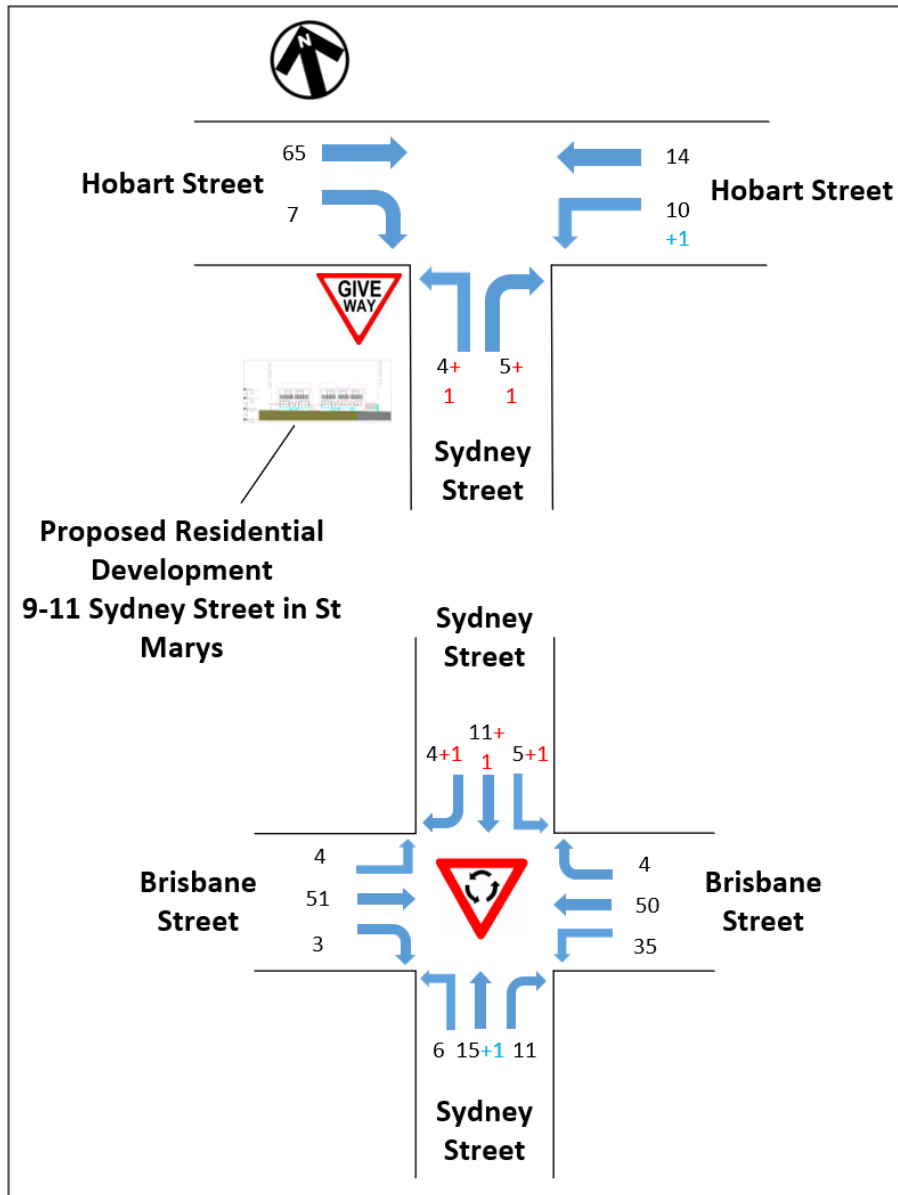 N
65
14
Hobart Street
Hobart Street
7
10
+1
GIVE
WAY
4+
1
5+
1
Sydney
Street
Proposed Residential
Development
9-11 Sydney Street in St
Marys
Sydney
Street
4+1
11+
1
5+1
4
51
3
Brisbane
Street
4
50
35
Brisbane
Street
6 15+1 11
Sydney
Street